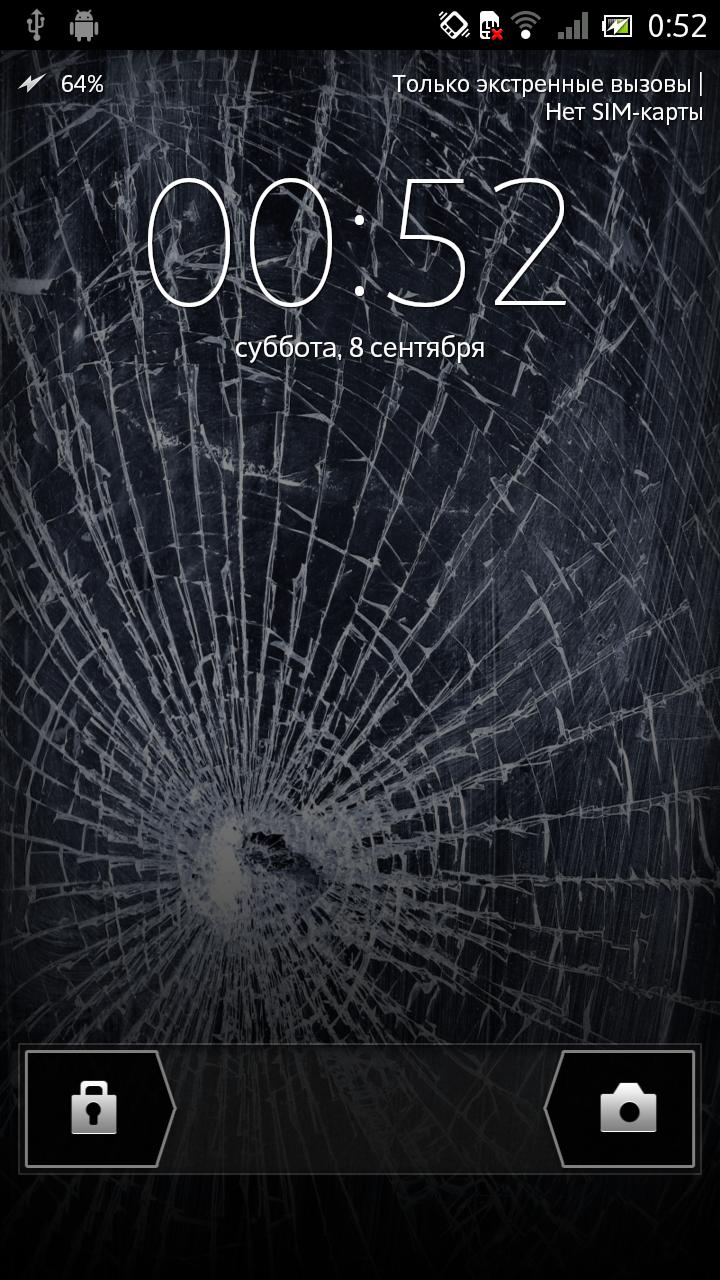 0:52
64%
Только экстренные вызовы |
Нет SIM-карты
00:52
суббота, 8 сентября